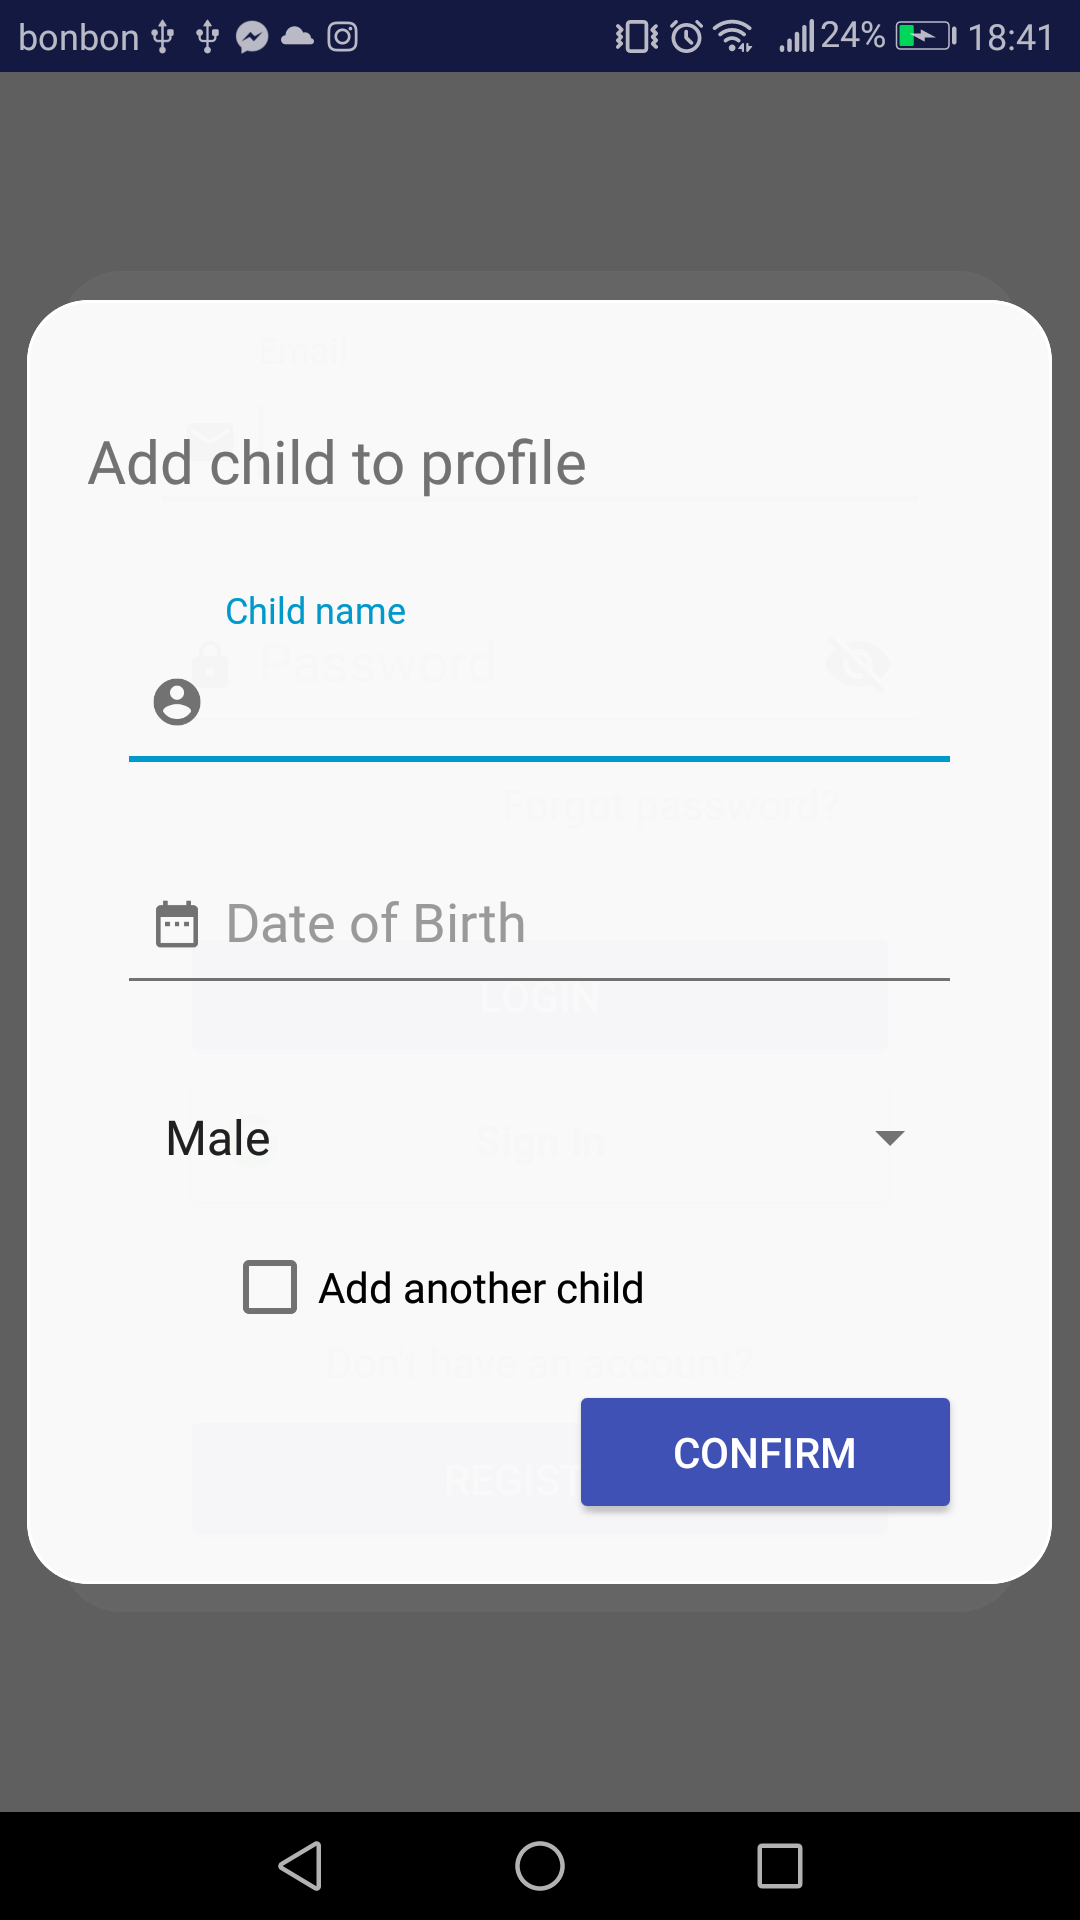 bonbon 24% 18:41
Email
Add child to profile
Child name
Password
Forgot password?
Date of Birth
LOGIN
Male
Sign in
Add another child
Don't have an account?
CONFIRM